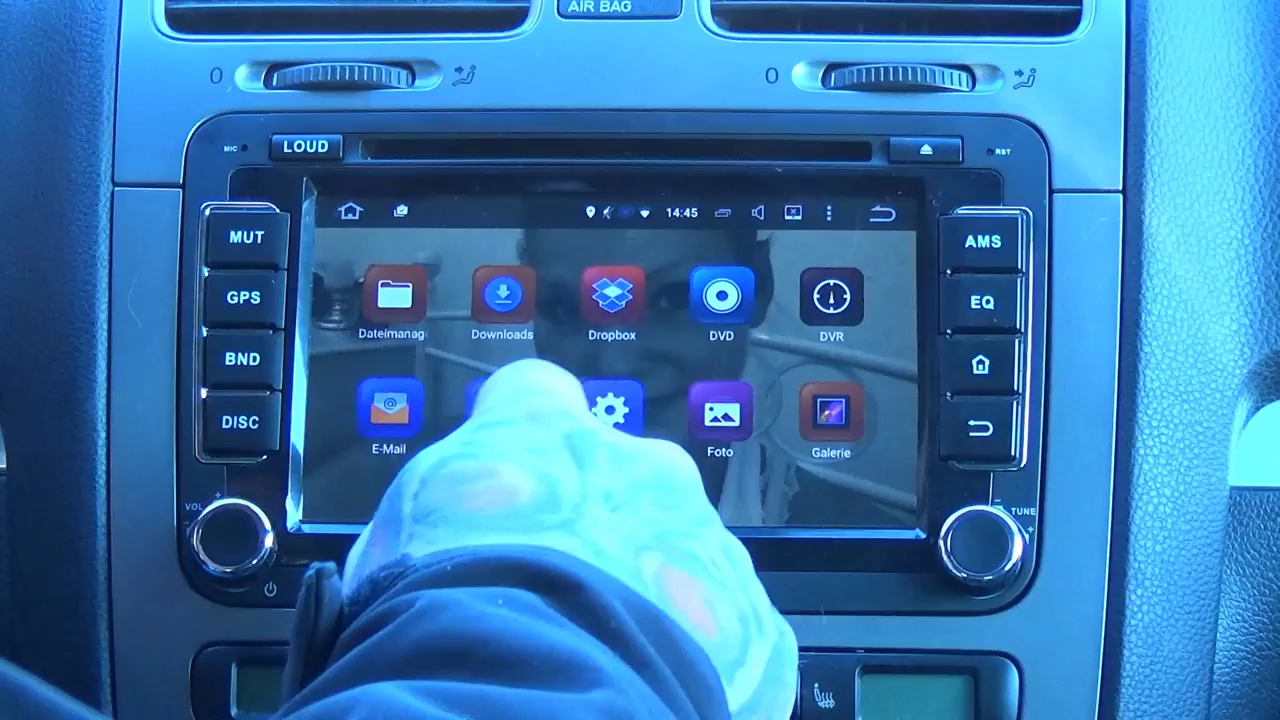 AIR BAG
0
0
MIC
LOUD
RST
14:45
MUT
GPS
BND
DISC
AMS
EQ
Dateimanag
Downloads
Dropbox
DVD
DVR
@
E-Mail
Foto
Galerie
VOL
+
-
TUNE
-
+